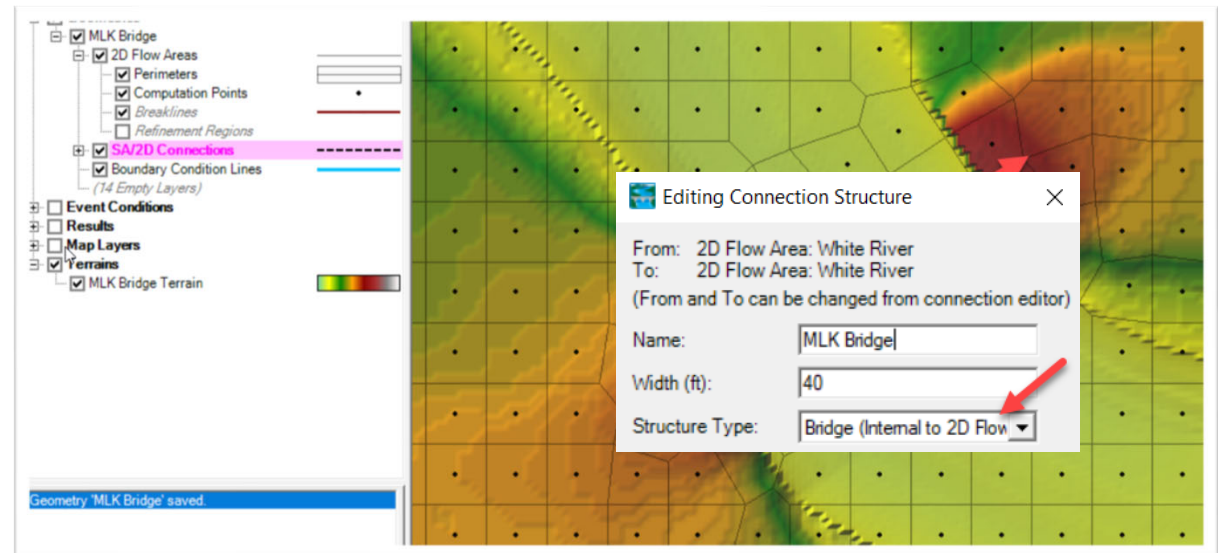 MLK Bridge
2D Flow Areas
Perimeters
Computation Points
Breaklines
Refinement Regions
SA/2D Connections
Boundary Condition Lines
(14 Empty Layers)
Event Conditions
Results
Map Layers
Terrains
MLK Bridge Terrain
Geometry 'MLK Bridge' saved.
Editing Connection Structure
From: 2D Flow Area: White River
To: 2D Flow Area: White River
(From and To can be changed from connection editor)
Name: MLK Bridge
Width (ft): 40
Structure Type: Bridge (Internal to 2D Flow